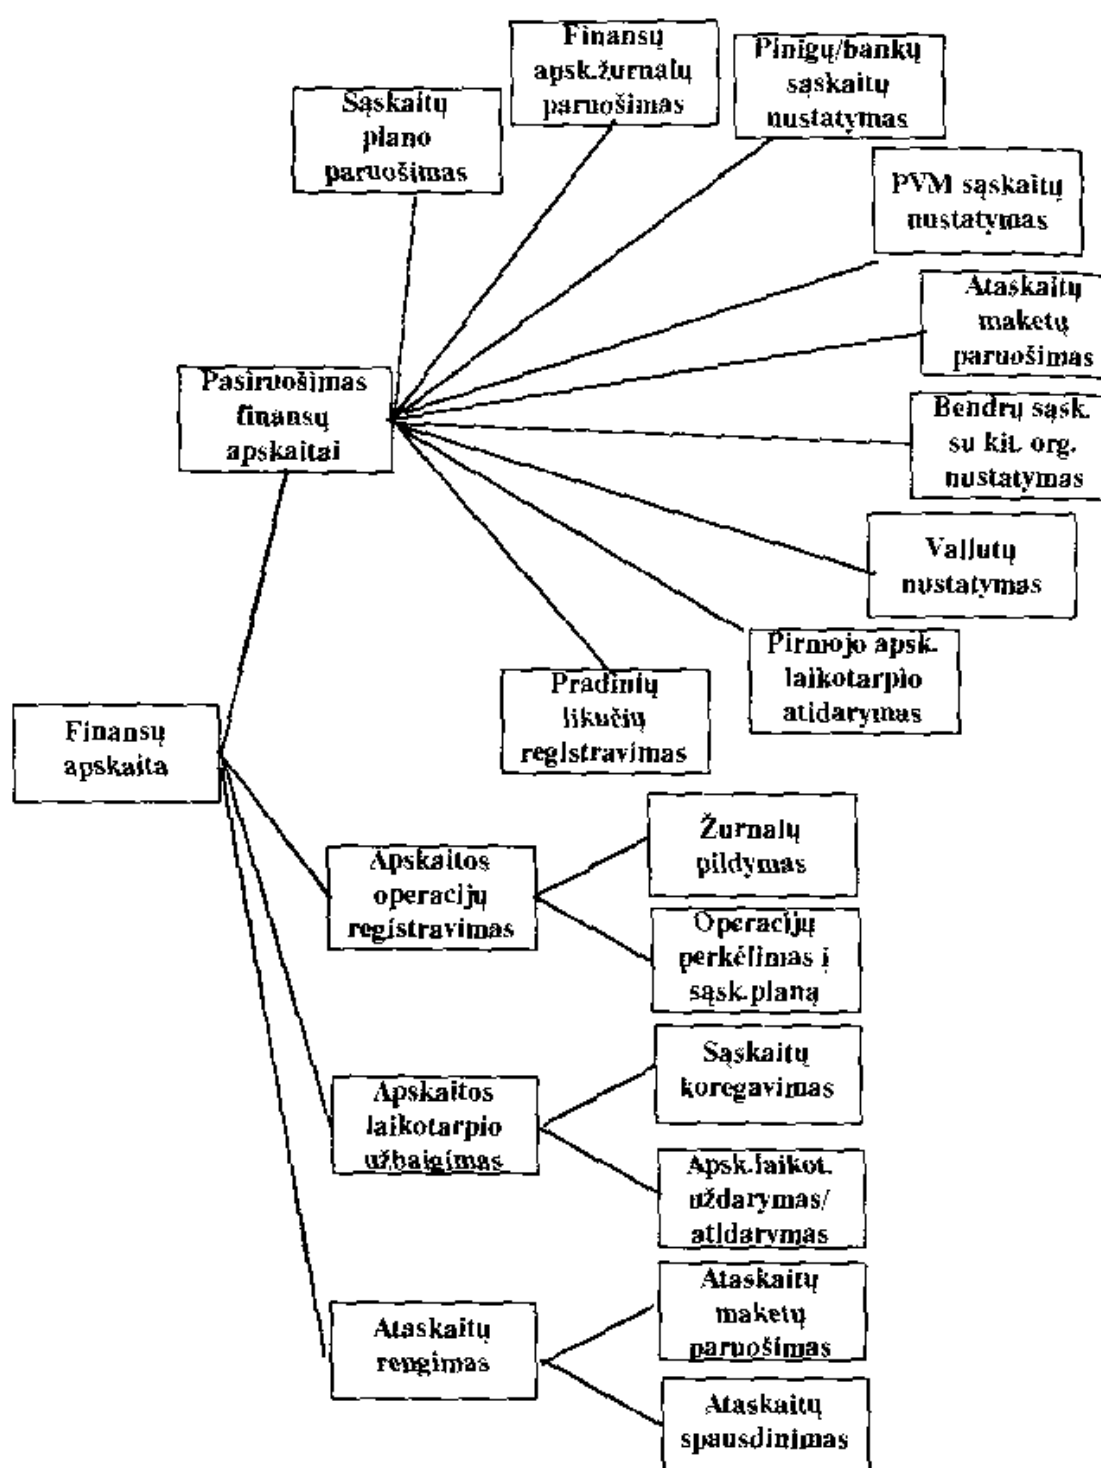 Finansų
apsk.žurnalų
paruošimas
Pinigų/bankų
sąskaitų
nustatymas
Sąskaitų
plano
paruošimas
PVM sąskaitų
nustatymas
Ataskaitų
maketų
paruošimas
Pasiruošimas
finansų
apskaitai
Bendrų sąsk.
su kit. org.
nustatymas
Valiutų
nustatymas
Pirmojo apsk.
laikotarpio
atidarymas
Pradinių
likučių
registravimas
Finansų
apskaita
Žurnalų
pildymas
Apskaitos
operacijų
registravimas
Operacijų
perkėlimas į
sąsk.planą
Sąskaitų
koregavimas
Apskaitos
laikotarpio
užbaigimas
Apsk.laikot.
uždarymas/
atidarymas
Ataskaitų
maketų
paruošimas
Ataskaitų
rengimas
Ataskaitų
spausdinimas